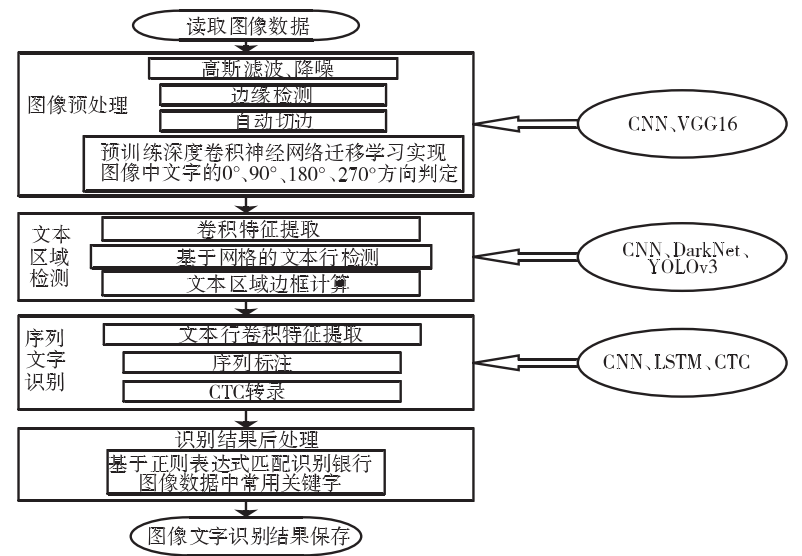 读取图像数据
图像预处理
高斯滤波、降噪
边缘检测
自动切边
预训练深度卷积神经网络迁移学习实现
图像中文字的0°、90°、180°、270°方向判定
CNN、VGG16
文本
区域
检测
卷积特征提取
基于网格的文本行检测
文本区域边框计算
CNN、DarkNet、
YOLOv3
序列
文字
识别
文本行卷积特征提取
序列标注
CTC转录
CNN、LSTM、CTC
识别结果后处理
基于正则表达式匹配识别银行
图像数据中常用关键字
图像文字识别结果保存